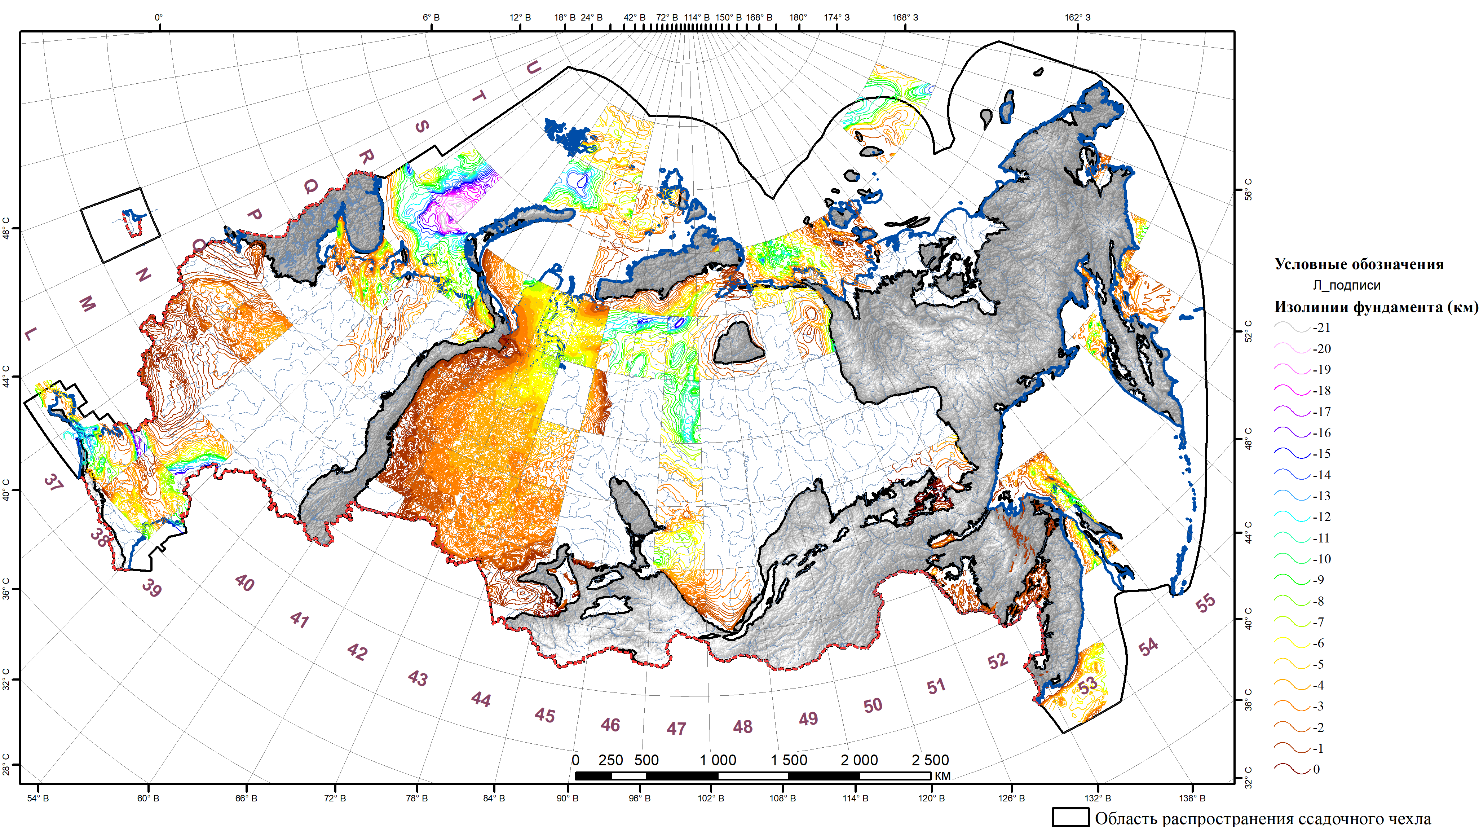 0° 6° В 12° В 18° В 24° В 42° В 72° В 114° В 150° В 168° В 180° 174° З 168° З 162° З
U
T
S
R
Q
P
O
N
M
L
48° С
44° С
40° С
36° С
32° С
28° С
56° С
52° С
48° С
44° С
40° С
36° С
32° С
37
38
39
40
41
42
43
44
45
46
47
48
49
50
51
52
53
54
55
0 250 500 1 000 1 500 2 000 2 500
КМ
54° В 60° В 66° В 72° В 78° В 84° В 90° В 96° В 102° В 108° В 114° В 120° В 126° В 132° В 138° В
Условные обозначения
Л_подписи
Изолинии фундамента (км)
-21
-20
-19
-18
-17
-16
-15
-14
-13
-12
-11
-10
-9
-8
-7
-6
-5
-4
-3
-2
-1
0
Область распространения ссадочного чехла